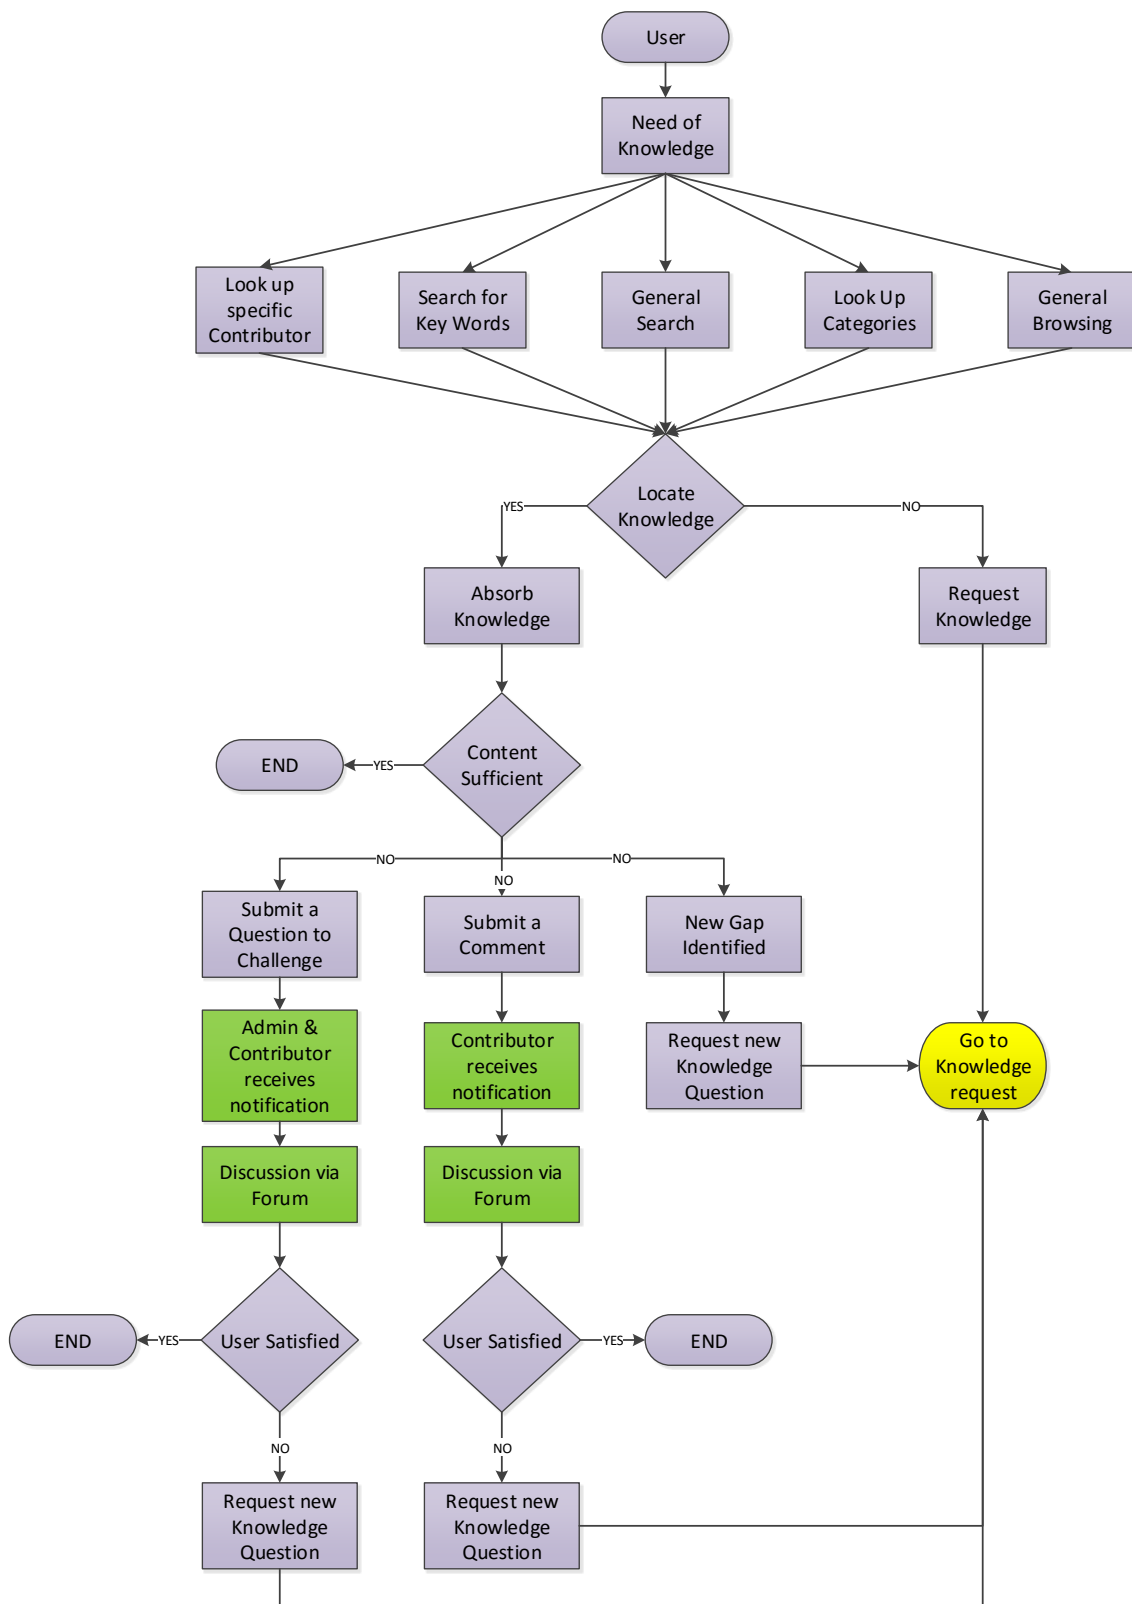 User
Need of
Knowledge
Look up
specific
Contributor
Search for
Key Words
General
Search
Look Up
Categories
General
Browsing
Locate
Knowledge
YES
NO
Absorb
Knowledge
Request
Knowledge
Content
Sufficient
END
YES
NO
NO
NO
Submit a
Question to
Challenge
Submit a
Comment
New Gap
Identified
Admin &
Contributor
receives
notification
Contributor
receives
notification
Request new
Knowledge
Question
Go to
Knowledge
request
Discussion via
Forum
Discussion via
Forum
END
YES
User Satisfied
User Satisfied
YES
END
NO
NO
Request new
Knowledge
Question
Request new
Knowledge
Question